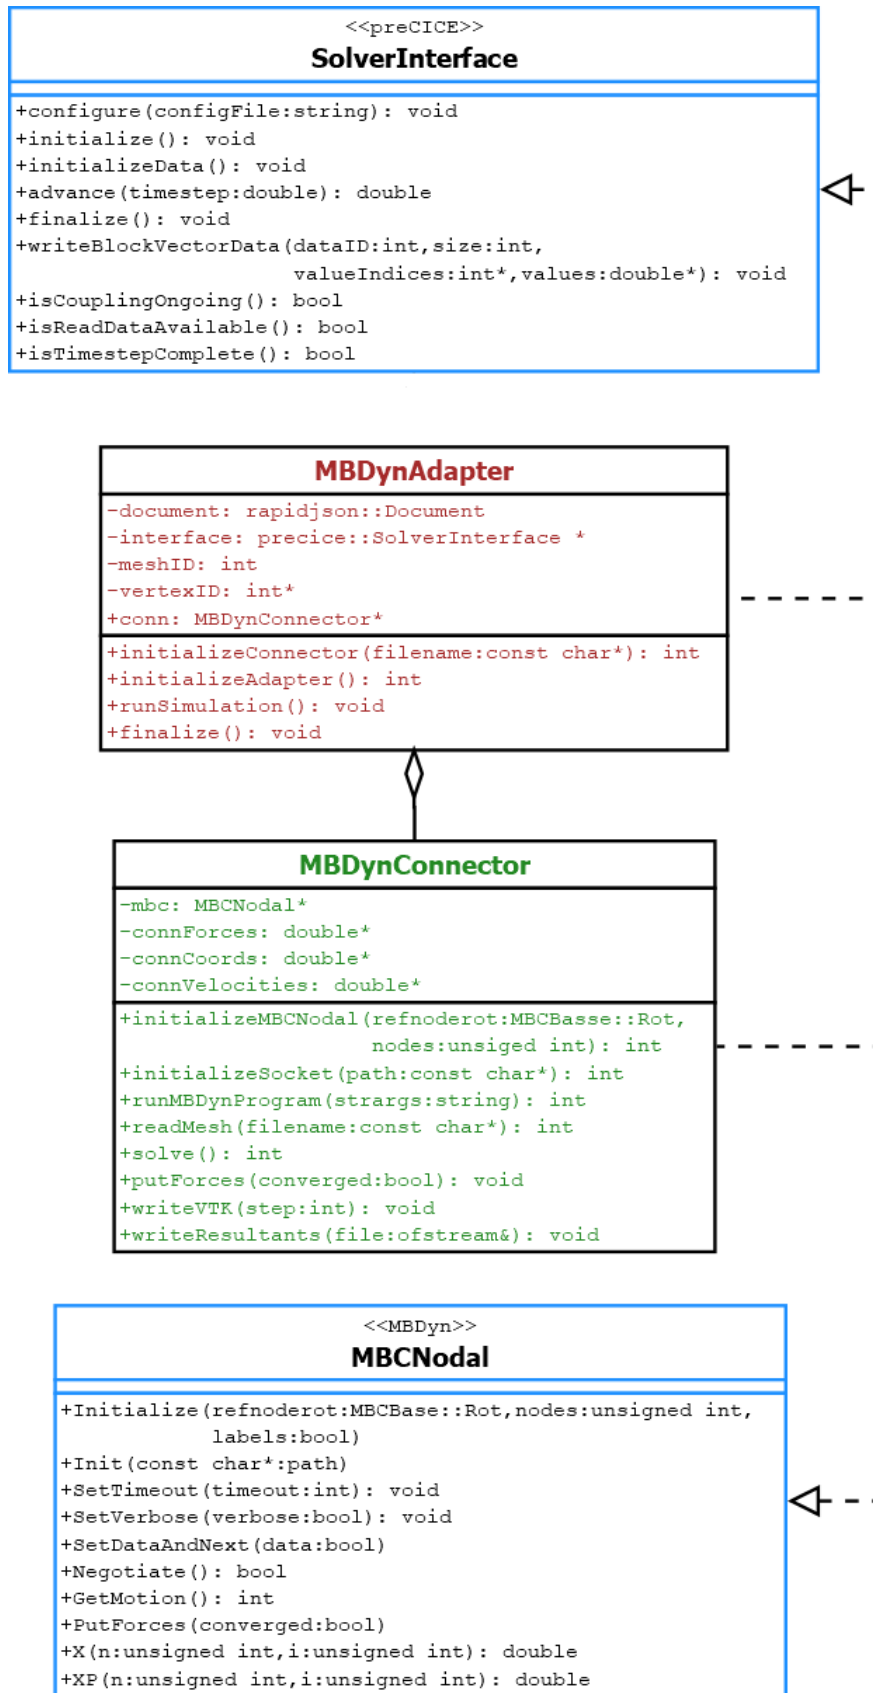 <<preCICE>>
SolverInterface
+configure(configFile:string): void
+initialize(): void
+initializeData(): void
+advance(timestep:double): double
+finalize(): void
+writeBlockVectorData(dataID:int,size:int,
valueIndices:int*,values:double*): void
+isCouplingOngoing(): bool
+isReadDataAvailable(): bool
+isTimestepComplete(): bool
MBDynAdapter
-document: rapidjson::Document
-interface: precice::SolverInterface *
-meshID: int
-vertexID: int*
+conn: MBDynConnector*
+initializeConnector(filename:const char*): int
+initializeAdapter(): int
+runSimulation(): void
+finalize(): void
MBDynConnector
-mbc: MBCNodal*
-connForces: double*
-connCoords: double*
-connVelocities: double*
+initializeMBCNodal(refnoderot:MBCBasse::Rot,
nodes:unsiged int): int
+initializeSocket(path:const char*): int
+runMBDynProgram(strargs:string): int
+readMesh(filename:const char*): int
+solve(): int
+putForces(converged:bool): void
+writeVTK(step:int): void
+writeResultants(file:ofstream&): void
<<MBDyn>>
MBCNodal
+Initialize(refnoderot:MBCBase::Rot,nodes:unsigned int,
labels:bool)
+Init(const char*:path)
+SetTimeout(timeout:int): void
+SetVerbose(verbose:bool): void
+SetDataAndNext(data:bool)
+Negotiate(): bool
+GetMotion(): int
+PutForces(converged:bool)
+X(n:unsigned int,i:unsigned int): double
+XP(n:unsigned int,i:unsigned int): double